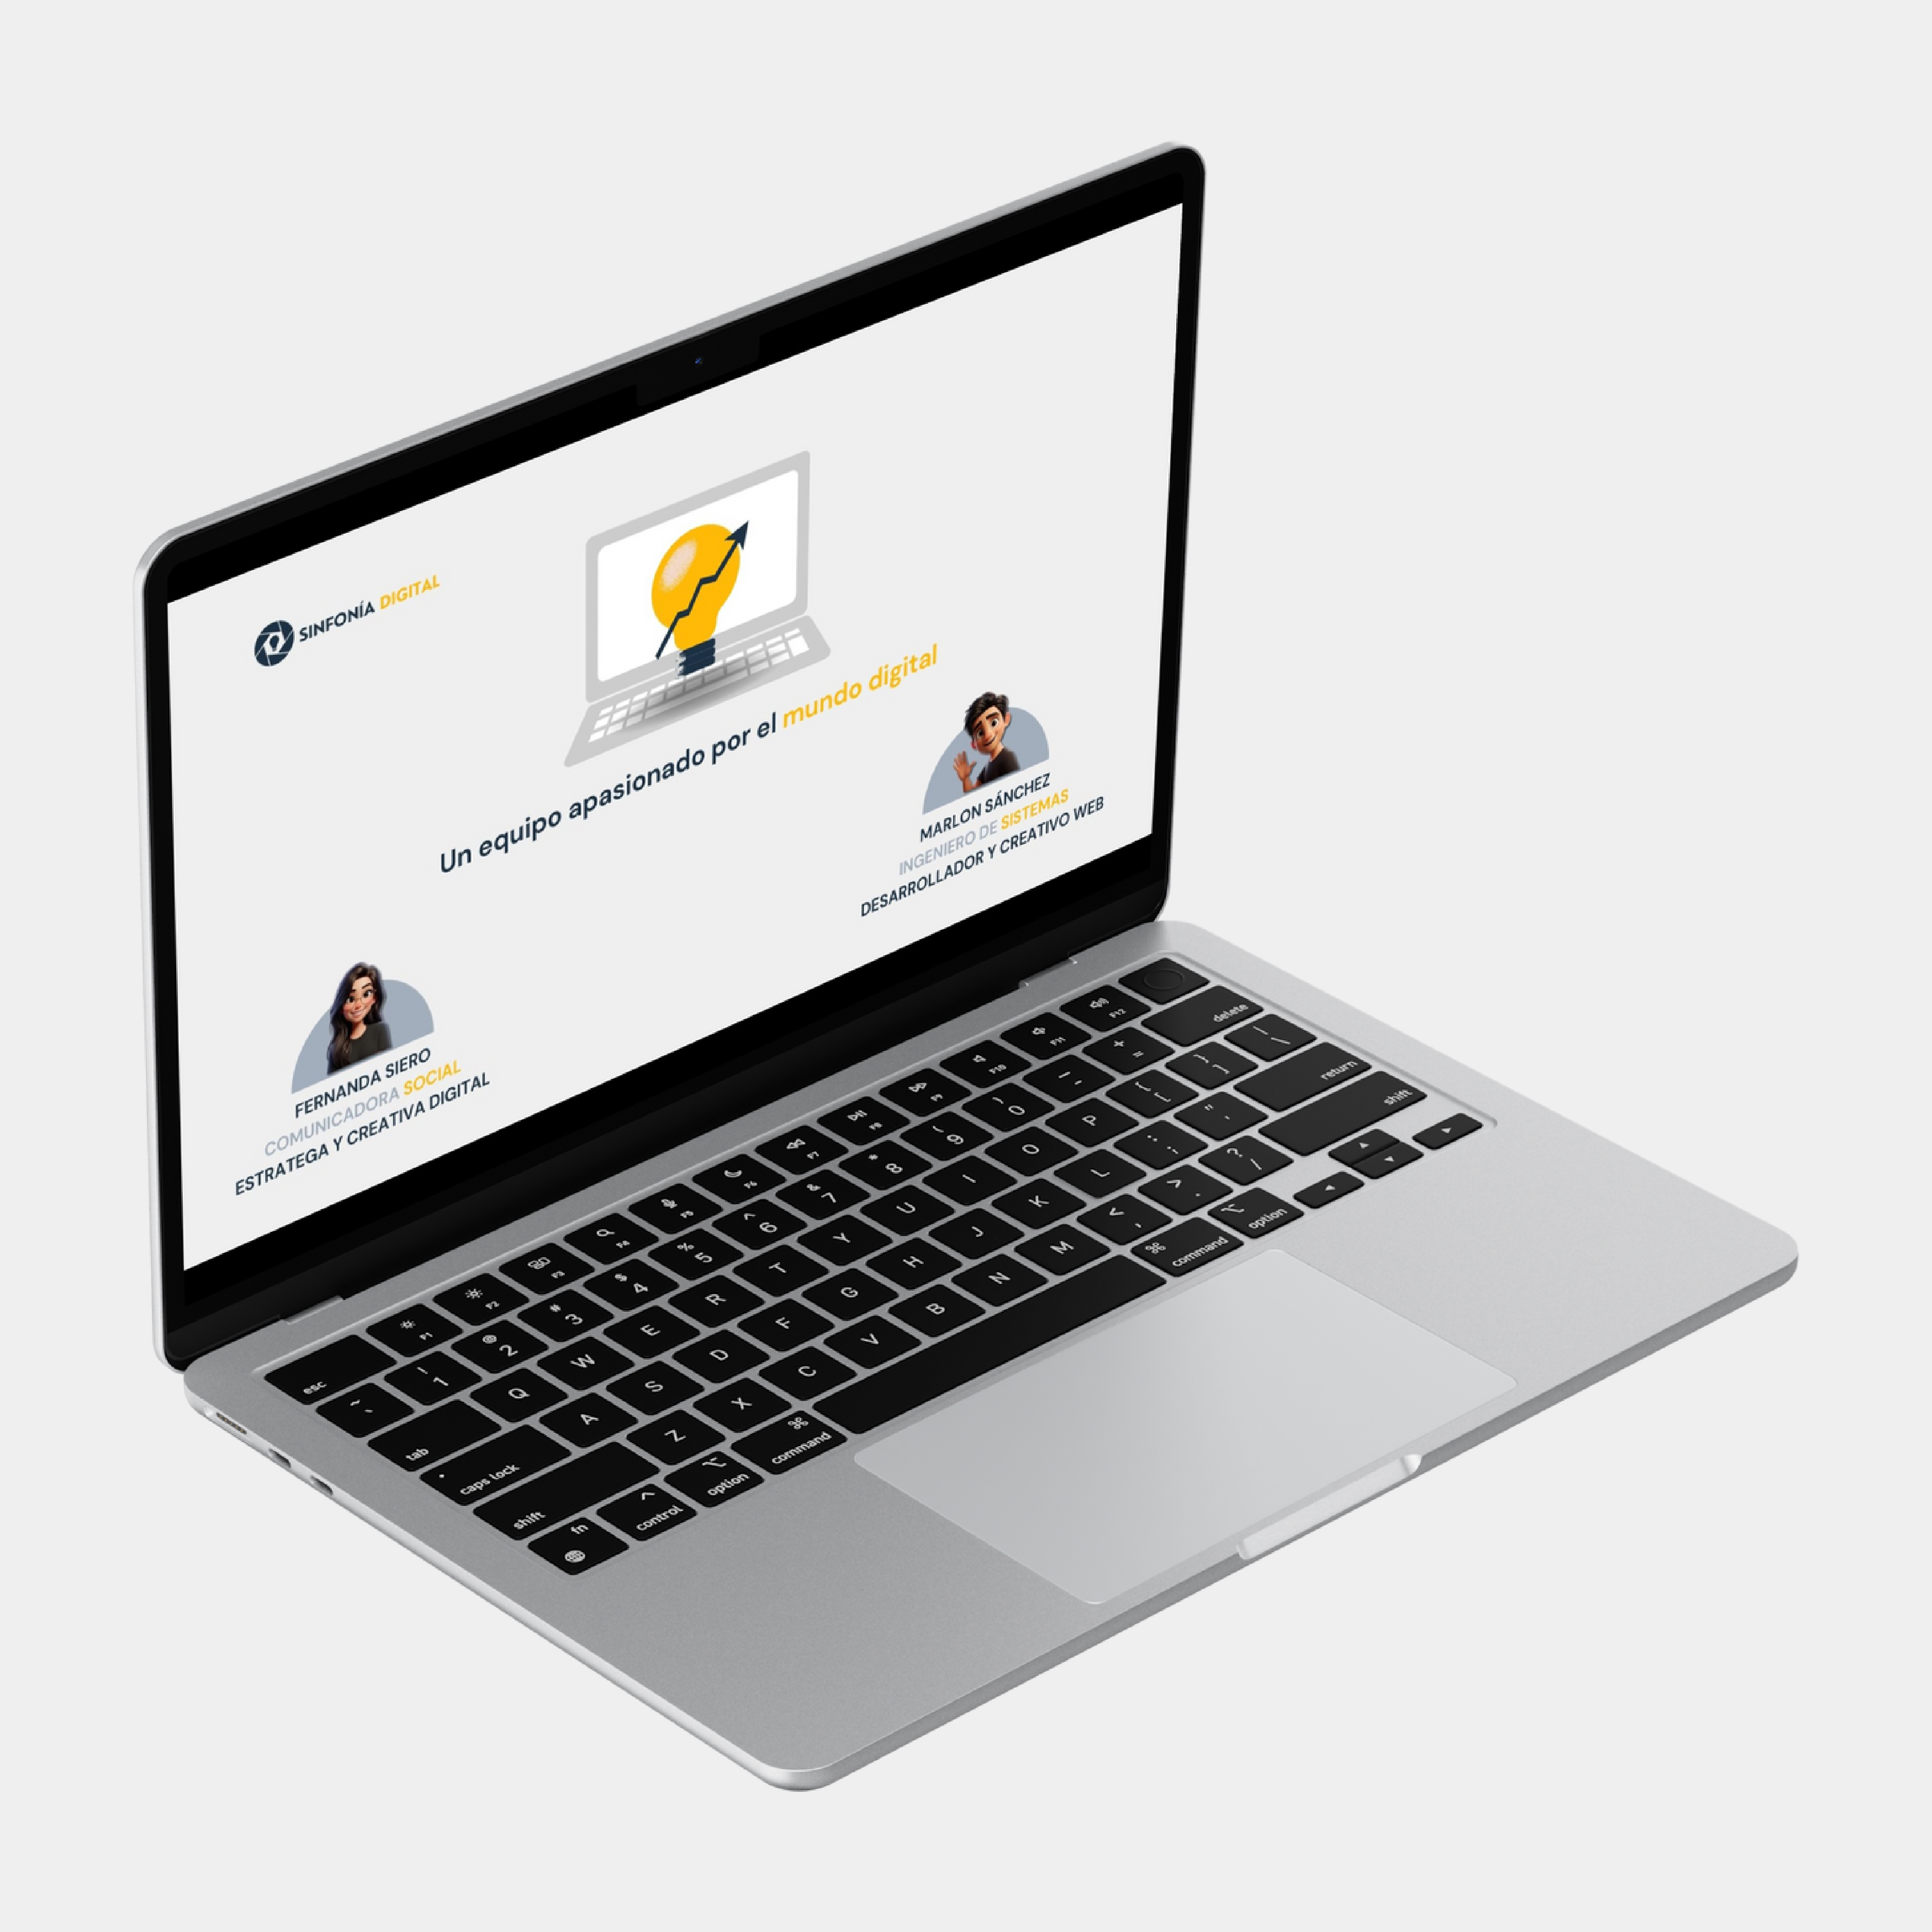 SINFONÍA DIGITAL
Un equipo apasionado por el mundo digital
MARLON SÁNCHEZ
INGENIERO DE SISTEMAS
DESARROLLADOR Y CREATIVO WEB
FERNANDA SIERO
COMUNICADORA SOCIAL
ESTRATEGA Y CREATIVA DIGITAL
esc F1 F2 F3 F4 F5 F6 F7 F8 F9 F10 F11 F12
~ ` ! 1 @ 2 # 3 $ 4 % 5 ^ 6 & 7 * 8 ( 9 ) 0 — - + = delete
tab Q W E R T Y U I O P { [ } ] | \
caps lock A S D F G H J K L : ; " ' return
shift Z X C V B N M < , > . ? / shift
fn control option command command option